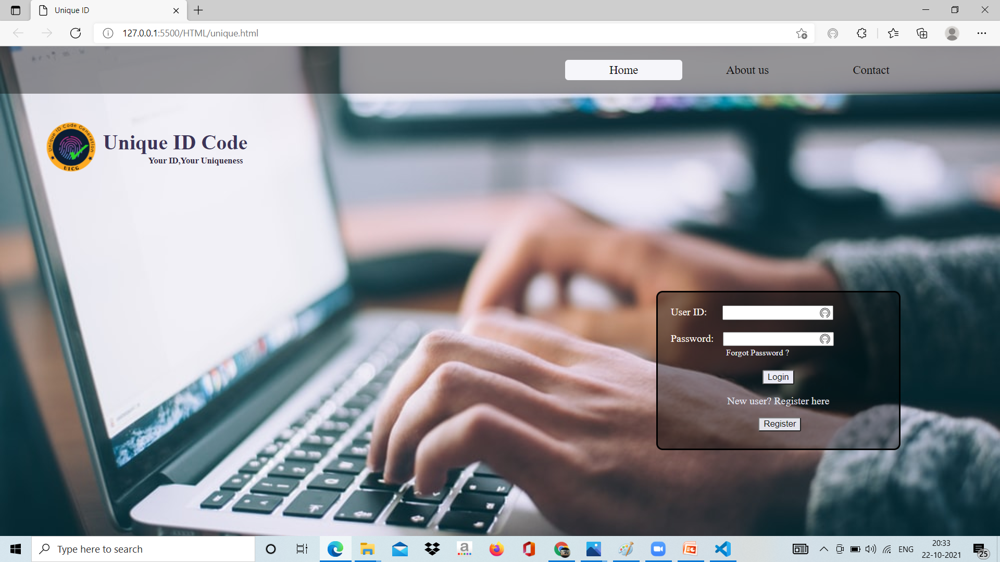 Unique ID
127.0.0.1:5500/HTML/unique.html
Home About us Contact
Unique ID Code Generation
UICG
Unique ID Code
Your ID,Your Uniqueness
User ID:
Password:
Forgot Password ?
Login
New user? Register here
Register
Type here to search
a
ENG
20:33
22-10-2021
25